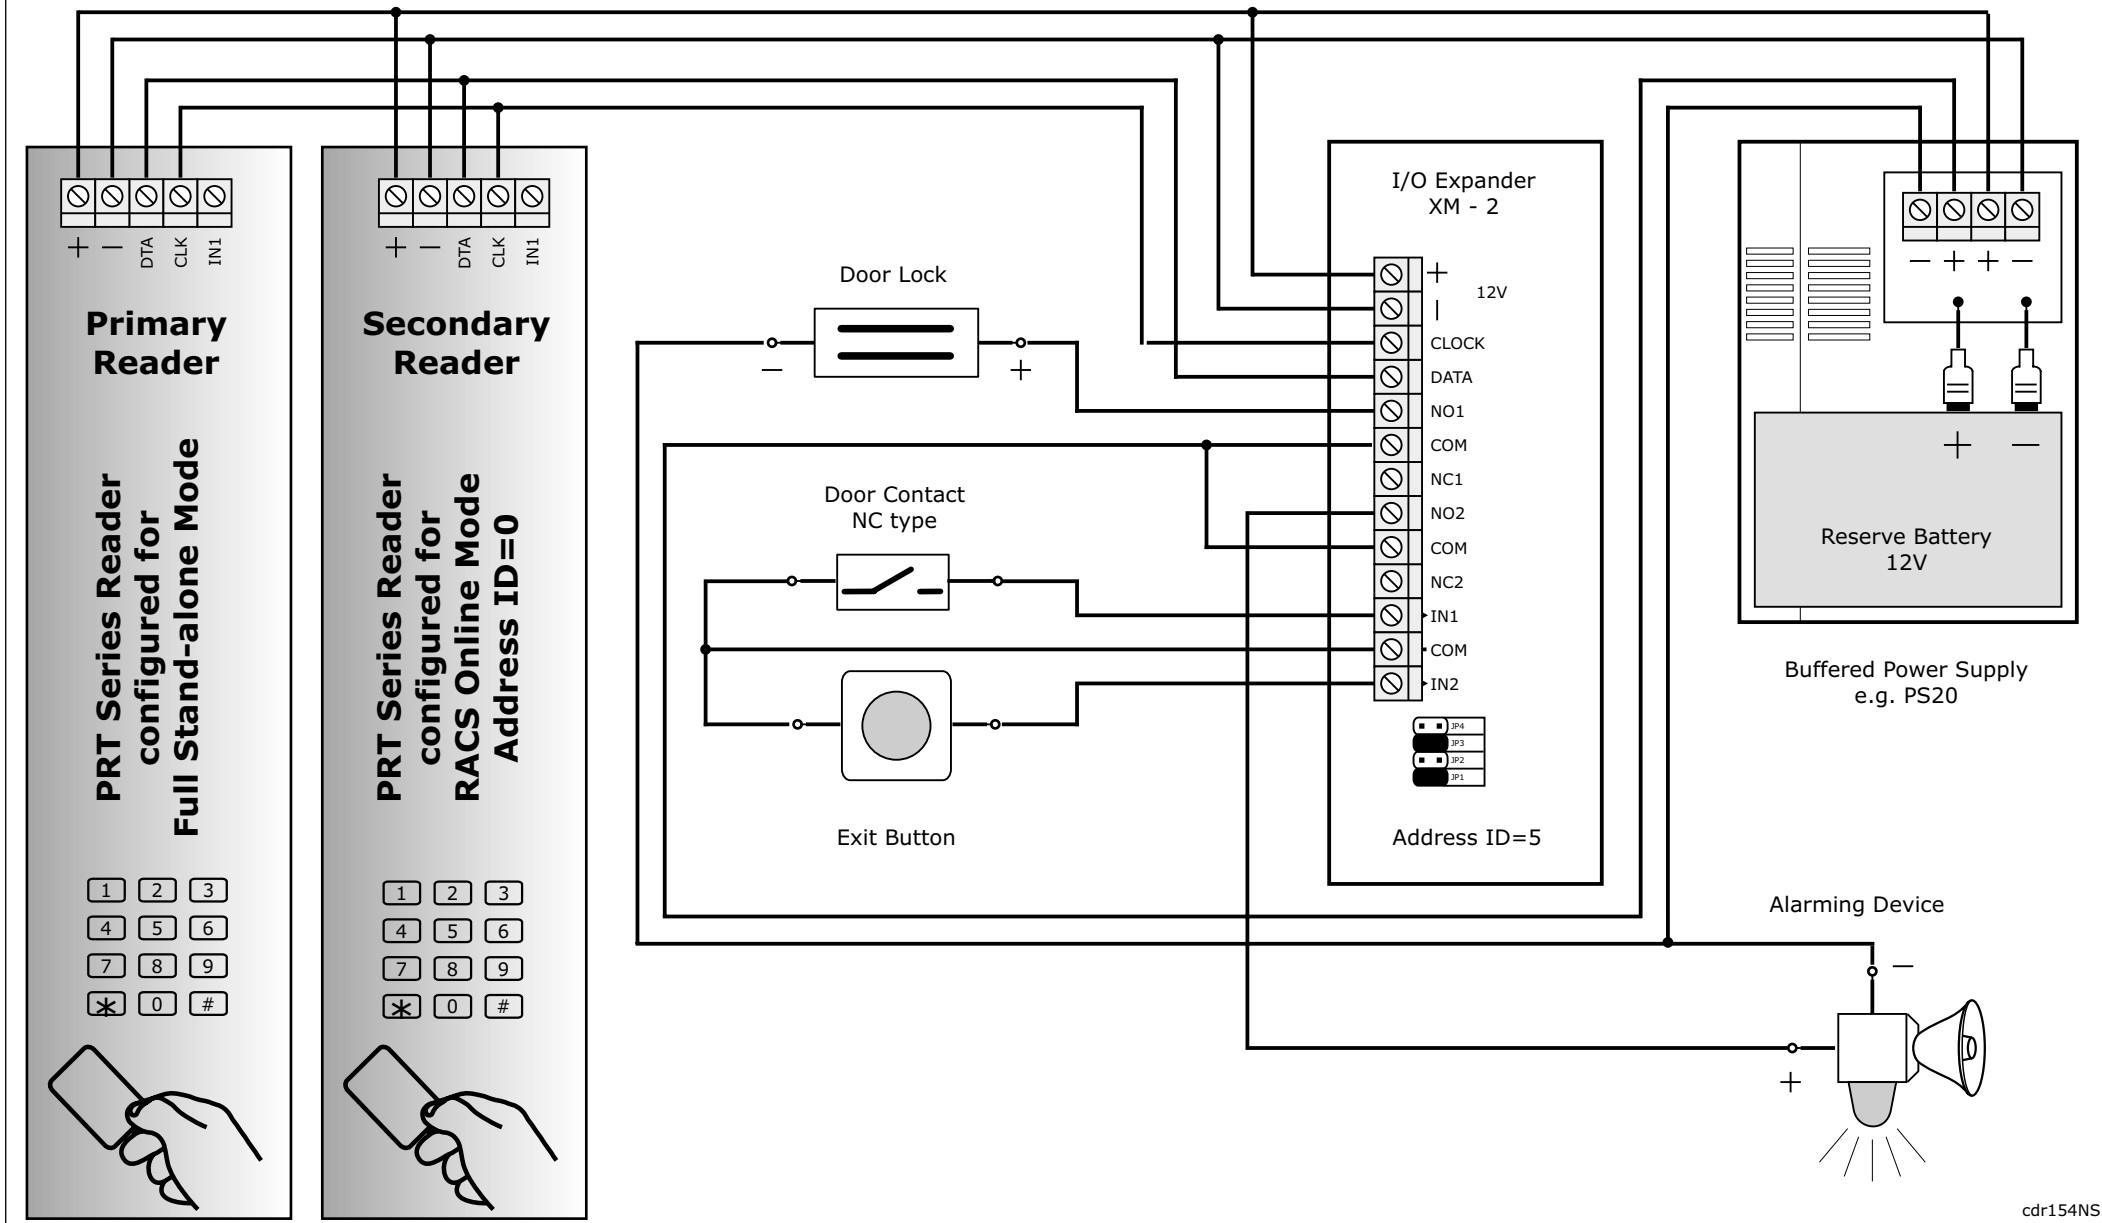 + — DTA CLK IN1
Primary
Reader
PRT Series Reader
configured for
Full Stand-alone Mode
1 2 3
4 5 6
7 8 9
* 0 #
+ — DTA CLK IN1
Secondary
Reader
PRT Series Reader
configured for
RACS Online Mode
Address ID=0
1 2 3
4 5 6
7 8 9
* 0 #
Door Lock
— +
Door Contact
NC type
Exit Button
I/O Expander
XM - 2
+
—
12V
CLOCK
DATA
NO1
COM
NC1
NO2
COM
NC2
IN1
COM
IN2
JP4
JP3
JP2
JP1
Address ID=5
— + + —
+ —
Reserve Battery
12V
Buffered Power Supply
e.g. PS20
Alarming Device
—
+
cdr154NS